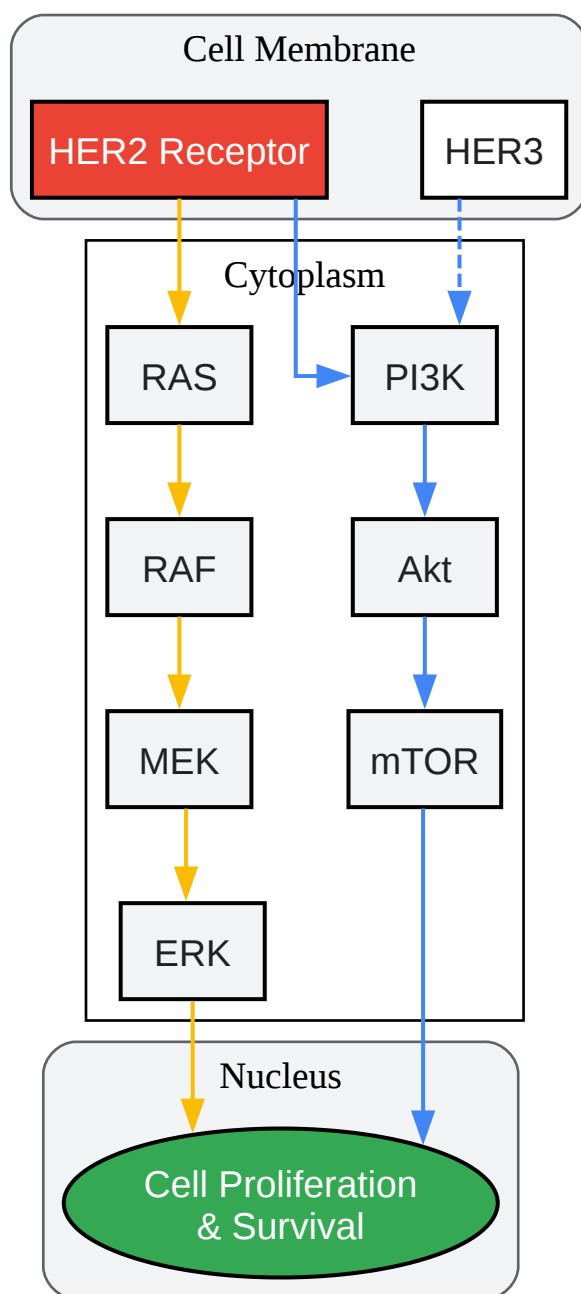 Cell Membrane
HER2 Receptor
HER3
Cytoplasm
RAS
PI3K
RAF
Akt
MEK
mTOR
ERK
Nucleus
Cell Proliferation
& Survival